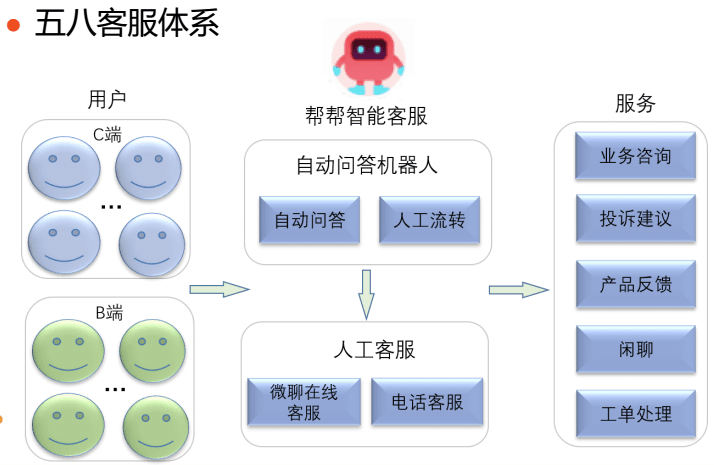 五八客服体系
用户
C端
...
B端
...
帮帮智能客服
自动问答机器人
自动问答
人工流转
人工客服
微聊在线
客服
电话客服
服务
业务咨询
投诉建议
产品反馈
闲聊
工单处理